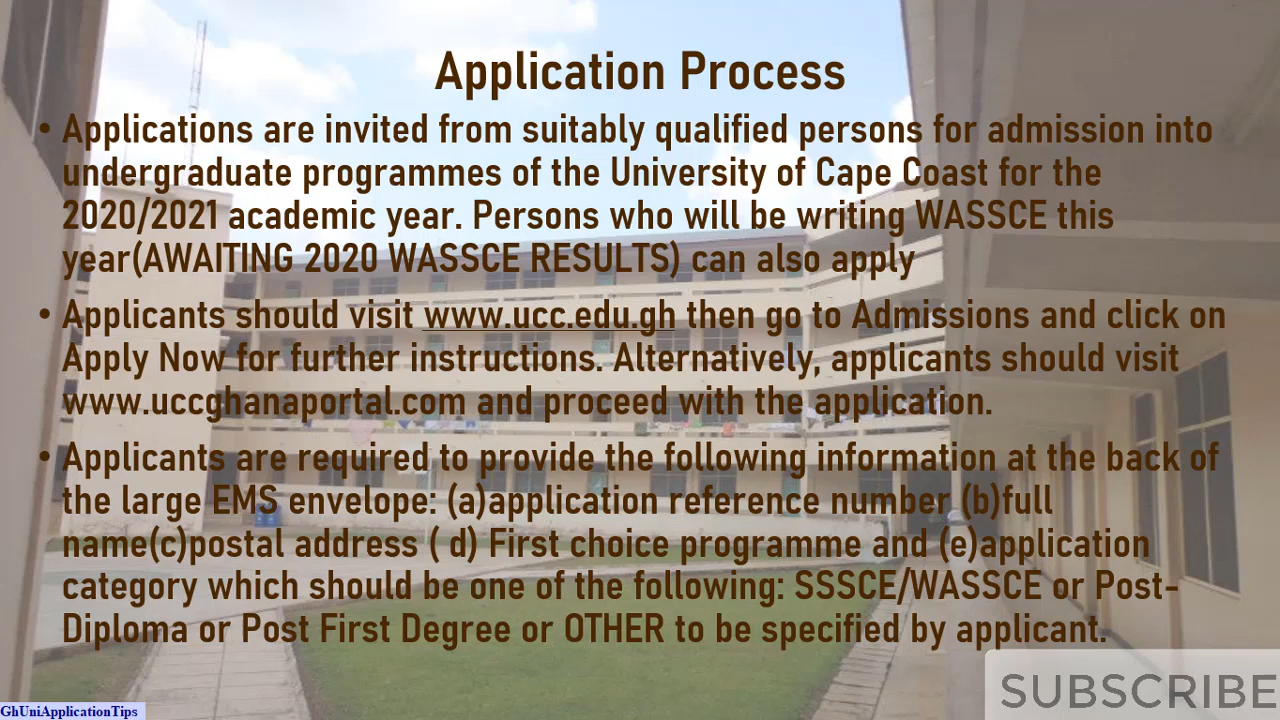 Application Process
• Applications are invited from suitably qualified persons for admission into
undergraduate programmes of the University of Cape Coast for the
2020/2021 academic year. Persons who will be writing WASSCE this
year(AWAITING 2020 WASSCE RESULTS) can also apply
• Applicants should visit www.ucc.edu.gh then go to Admissions and click on
Apply Now for further instructions. Alternatively, applicants should visit
www.uccghanaportal.com and proceed with the application.
• Applicants are required to provide the following information at the back of
the large EMS envelope: (a)application reference number (b)full
name(c)postal address ( d) First choice programme and (e)application
category which should be one of the following: SSSCE/WASSCE or Post-
Diploma or Post First Degree or OTHER to be specified by applicant.
SUBSCRIBE
GhUniApplicationTips